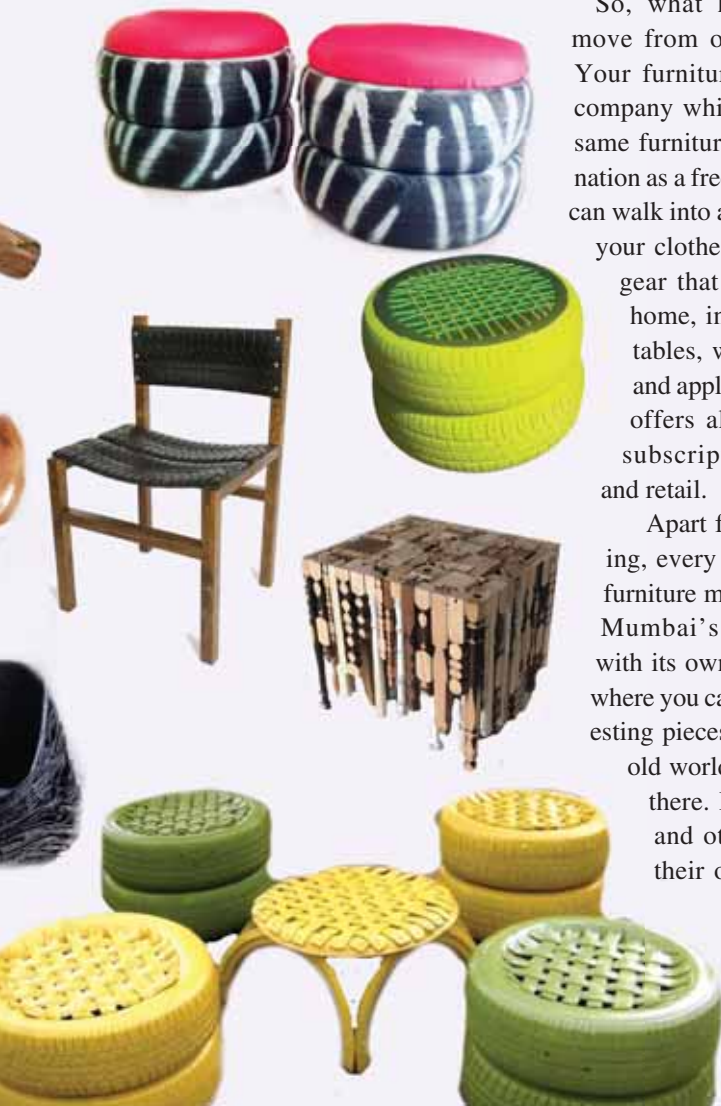 So, what
move from o
Your furnitur
company whi
same furnitur
nation as a fre
can walk into a
your clothe
gear that
home, in
tables, w
and appl
offers al
subscrip
and retail.
Apart f
ing, every
furniture m
Mumbai's
with its own
where you ca
esting pieces
old world
there.
and ot
their o